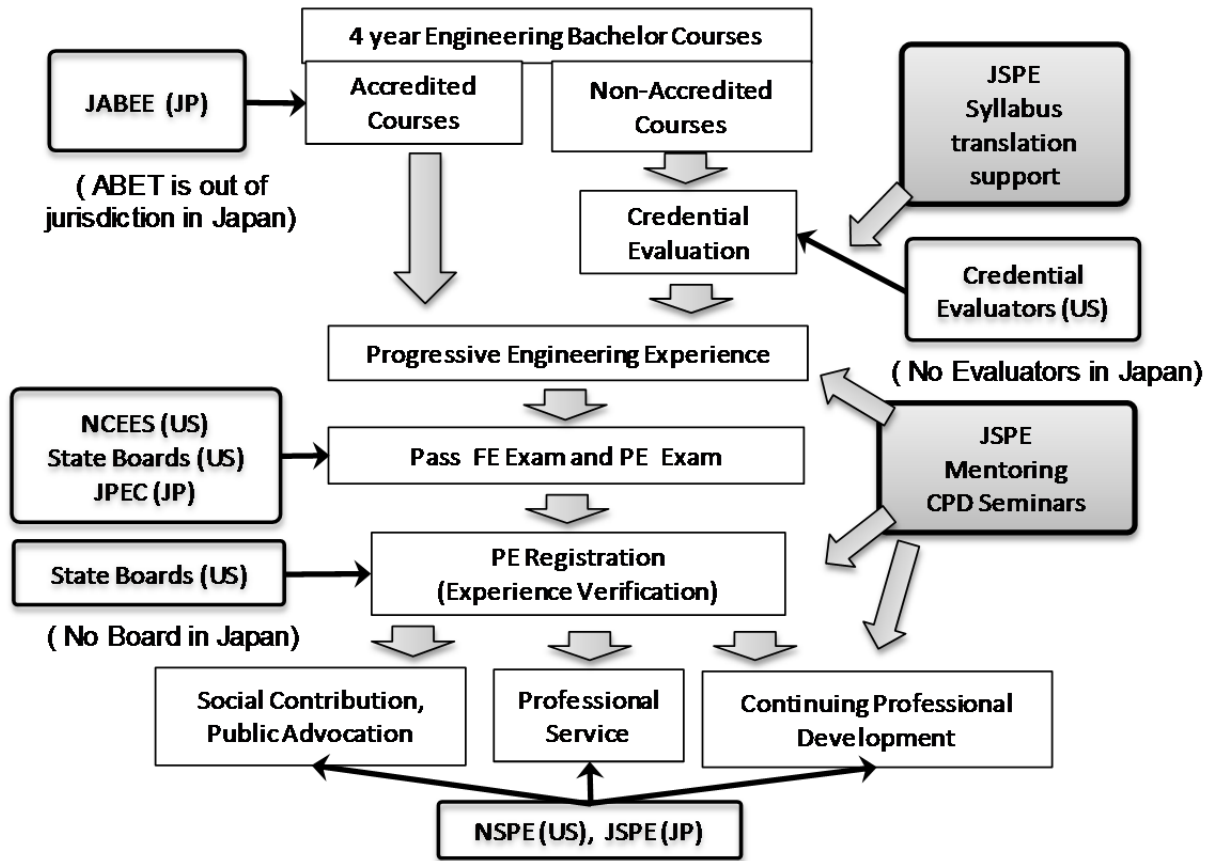 4 year Engineering Bachelor Courses
JABEE (JP)
Accredited
Courses
Non-Accredited
Courses
JSPE
Syllabus
translation
support
( ABET is out of
jurisdiction in Japan)
Credential
Evaluation
Credential
Evaluators (US)
( No Evaluators in Japan)
Progressive Engineering Experience
NCEES (US)
State Boards (US)
JPEC (JP)
Pass FE Exam and PE Exam
JSPE
Mentoring
CPD Seminars
State Boards (US)
( No Board in Japan)
PE Registration
(Experience Verification)
Social Contribution,
Public Advocation
Professional
Service
Continuing Professional
Development
NSPE (US), JSPE (JP)